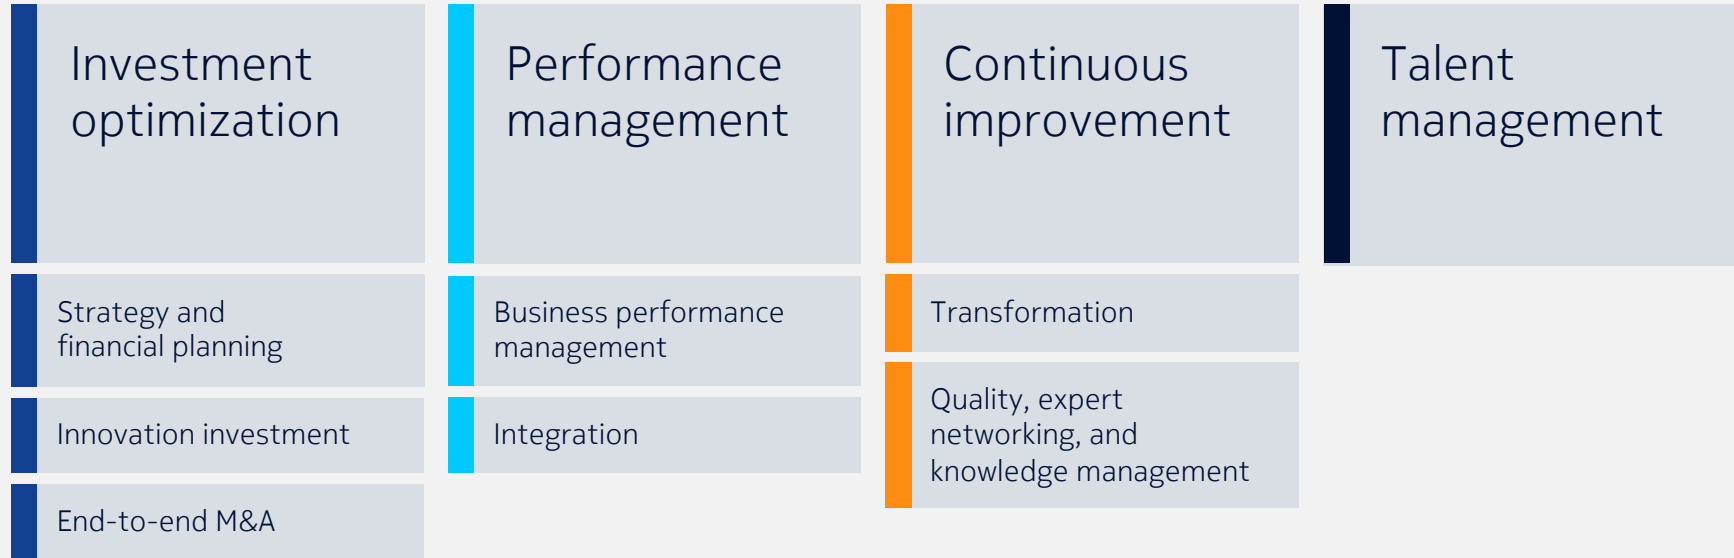 Investment
optimization
Strategy and
financial planning
Innovation investment
End-to-end M&A
Performance
management
Business performance
management
Integration
Continuous
improvement
Transformation
Quality, expert
networking, and
knowledge management
Talent
management